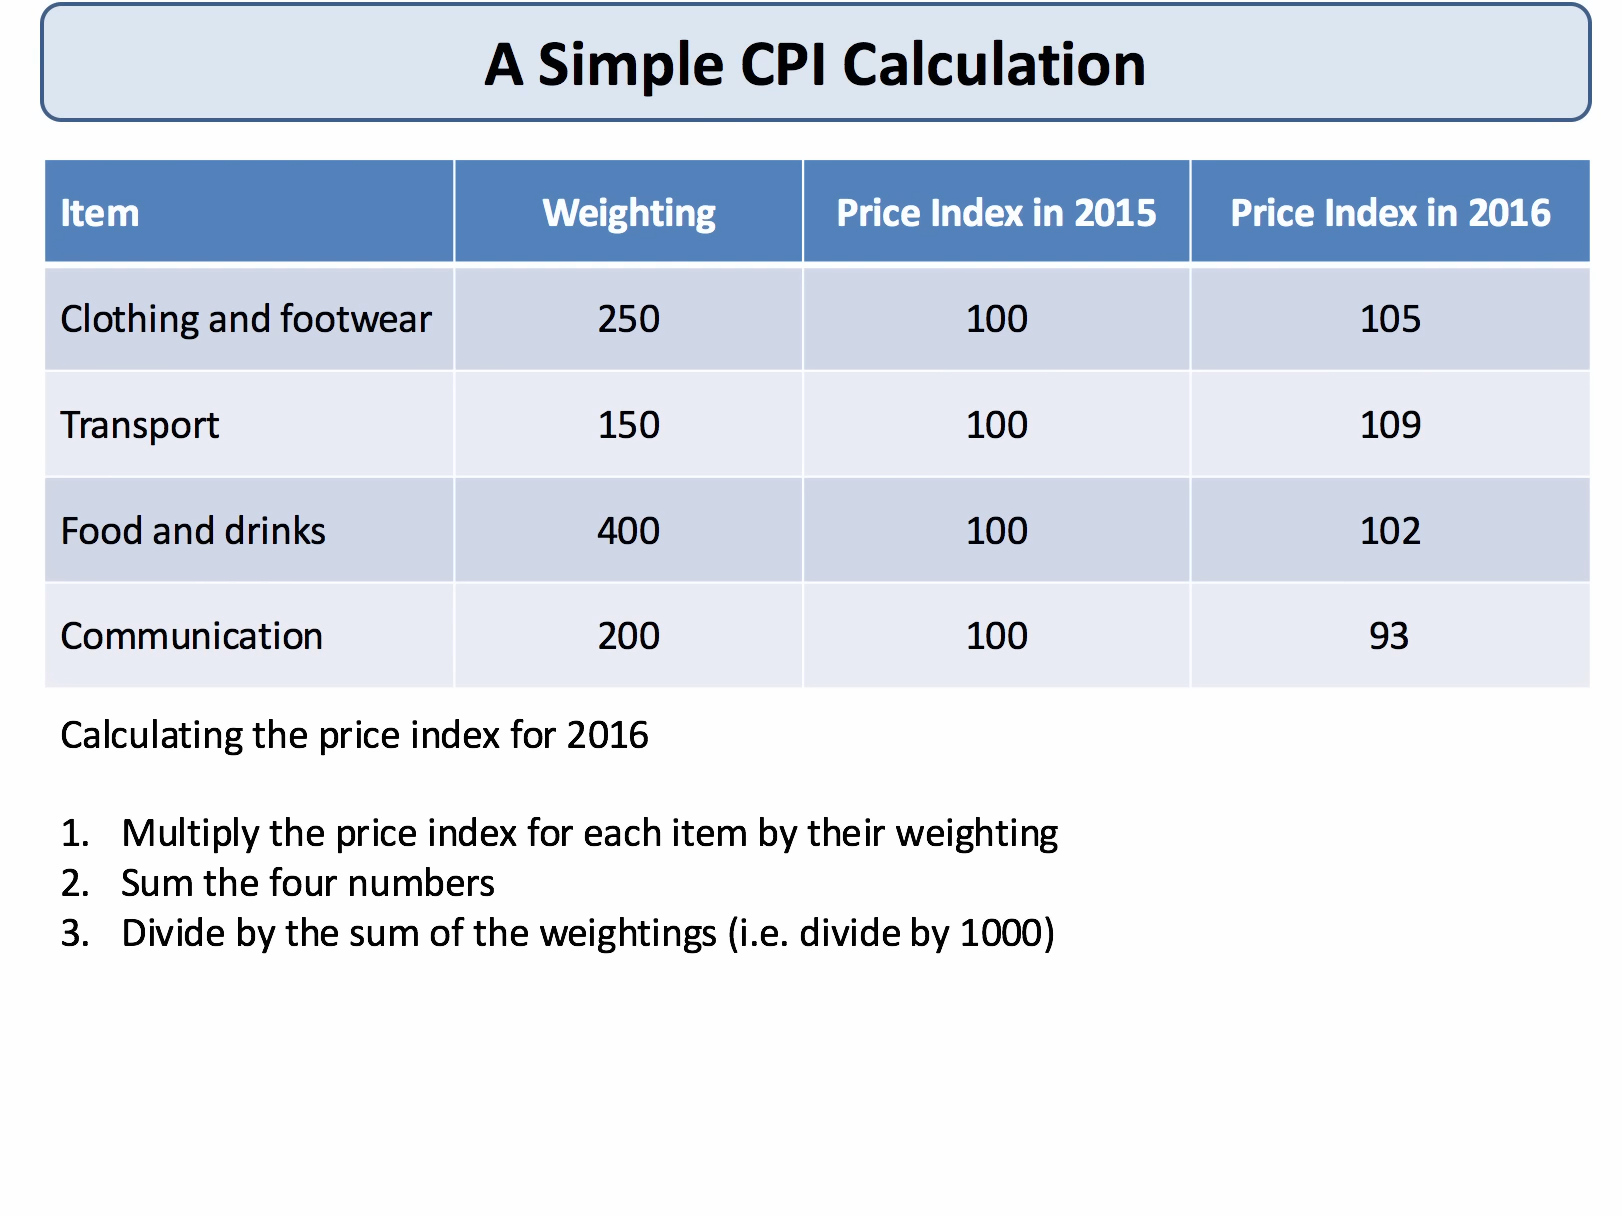 A Simple CPI Calculation
Item Weighting Price Index in 2015 Price Index in 2016
Clothing and footwear 250 100 105
Transport 150 100 109
Food and drinks 400 100 102
Communication 200 100 93
Calculating the price index for 2016
1. Multiply the price index for each item by their weighting
2. Sum the four numbers
3. Divide by the sum of the weightings (i.e. divide by 1000)